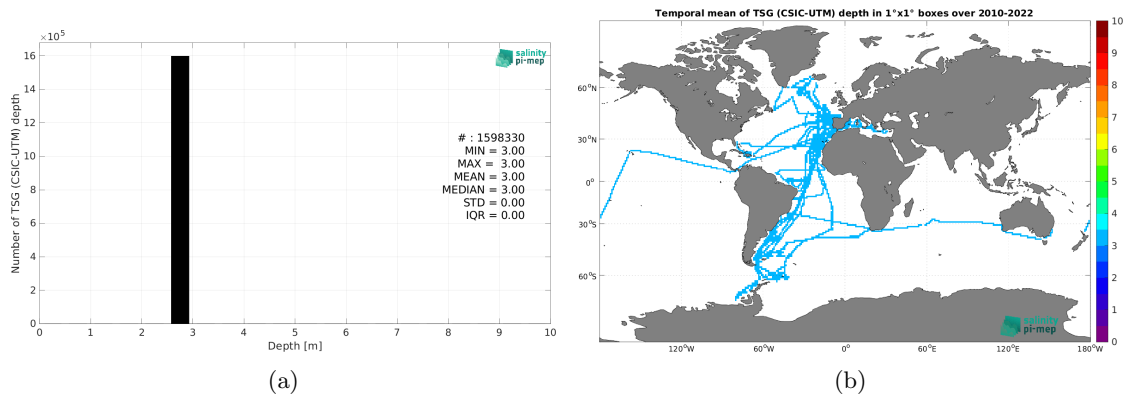 ×10⁵
16
14
12
10
8
6
4
2
0
Number of TSG (CSIC-UTM) depth
salinity
pi-mep
# : 1598330
MIN = 3.00
MAX = 3.00
MEAN = 3.00
MEDIAN = 3.00
STD = 0.00
IQR = 0.00
0 1 2 3 4 5 6 7 8 9 10
Depth [m]
(a)
Temporal mean of TSG (CSIC-UTM) depth in 1°x1° boxes over 2010-2022
60°N
30°N
0°
30°S
60°S
120°W 60°W 0° 60°E 120°E 180°W
salinity
pi-mep
10
9
8
7
6
5
4
3
2
1
0
(b)